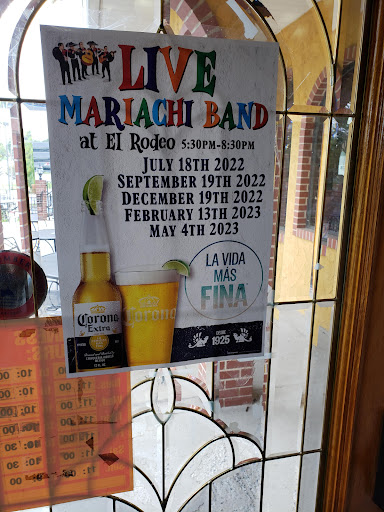 LIVE
MARIACHI BAND
at El Rodeo 5:30PM-8:30PM
JULY 18TH 2022
SEPTEMBER 19TH 2022
DECEMBER 19TH 2022
FEBRUARY 13TH 2023
MAY 4TH 2023
LA VIDA
MÁS
FINA
Corona
Extra
Corona
DESDE
1925